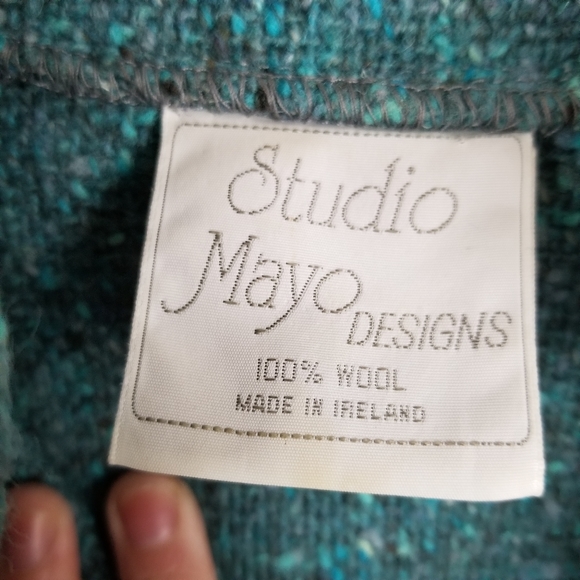 Studio
Mayo DESIGNS
100% WOOL
MADE IN IRELAND